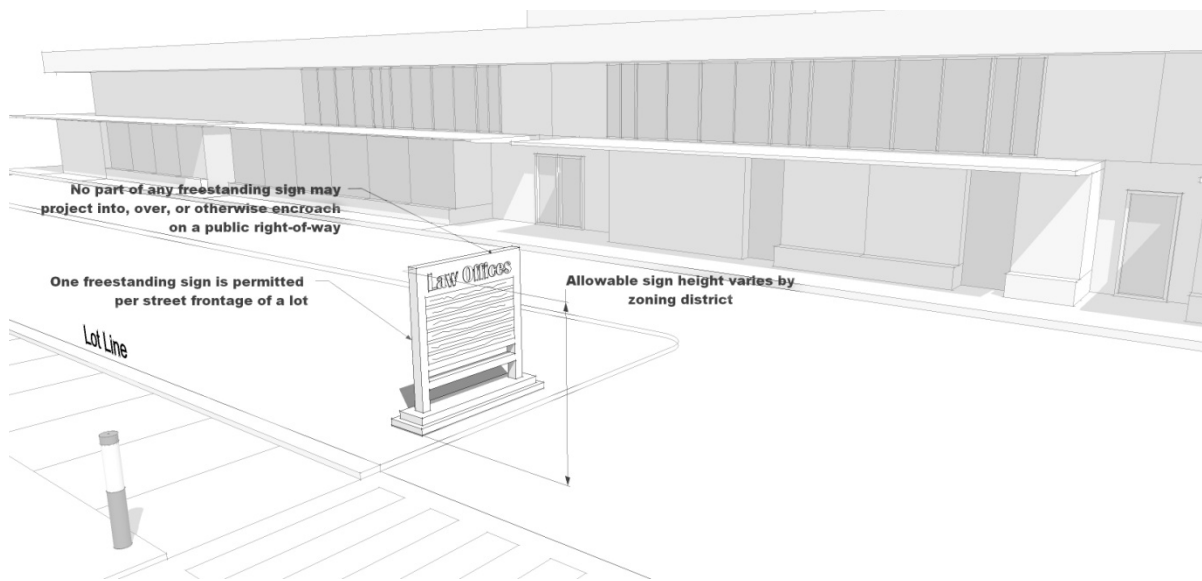 No part of any freestanding sign may
project into, over, or otherwise encroach
on a public right-of-way
Law Offices
One freestanding sign is permitted
per street frontage of a lot
Allowable sign height varies by
zoning district
Lot Line